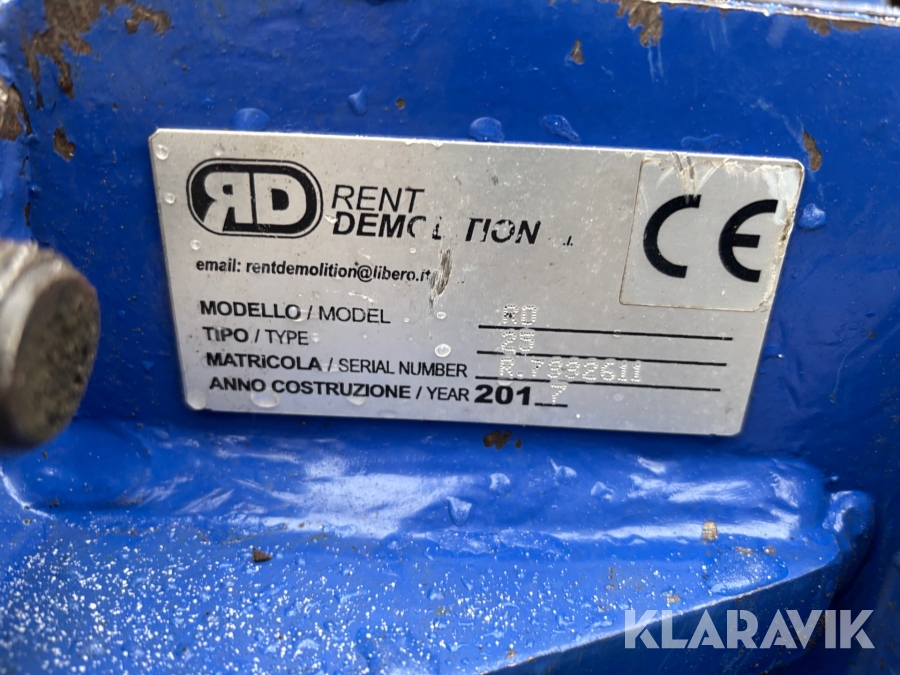 RD
RENT
DEMOLITION
CE
email: rentdemolition@libero.it
MODELLO / MODEL RD
TIPO / TYPE 25
MATRICOLA / SERIAL NUMBER R.7992611
ANNO COSTRUZIONE / YEAR 2017
KLARAVIK